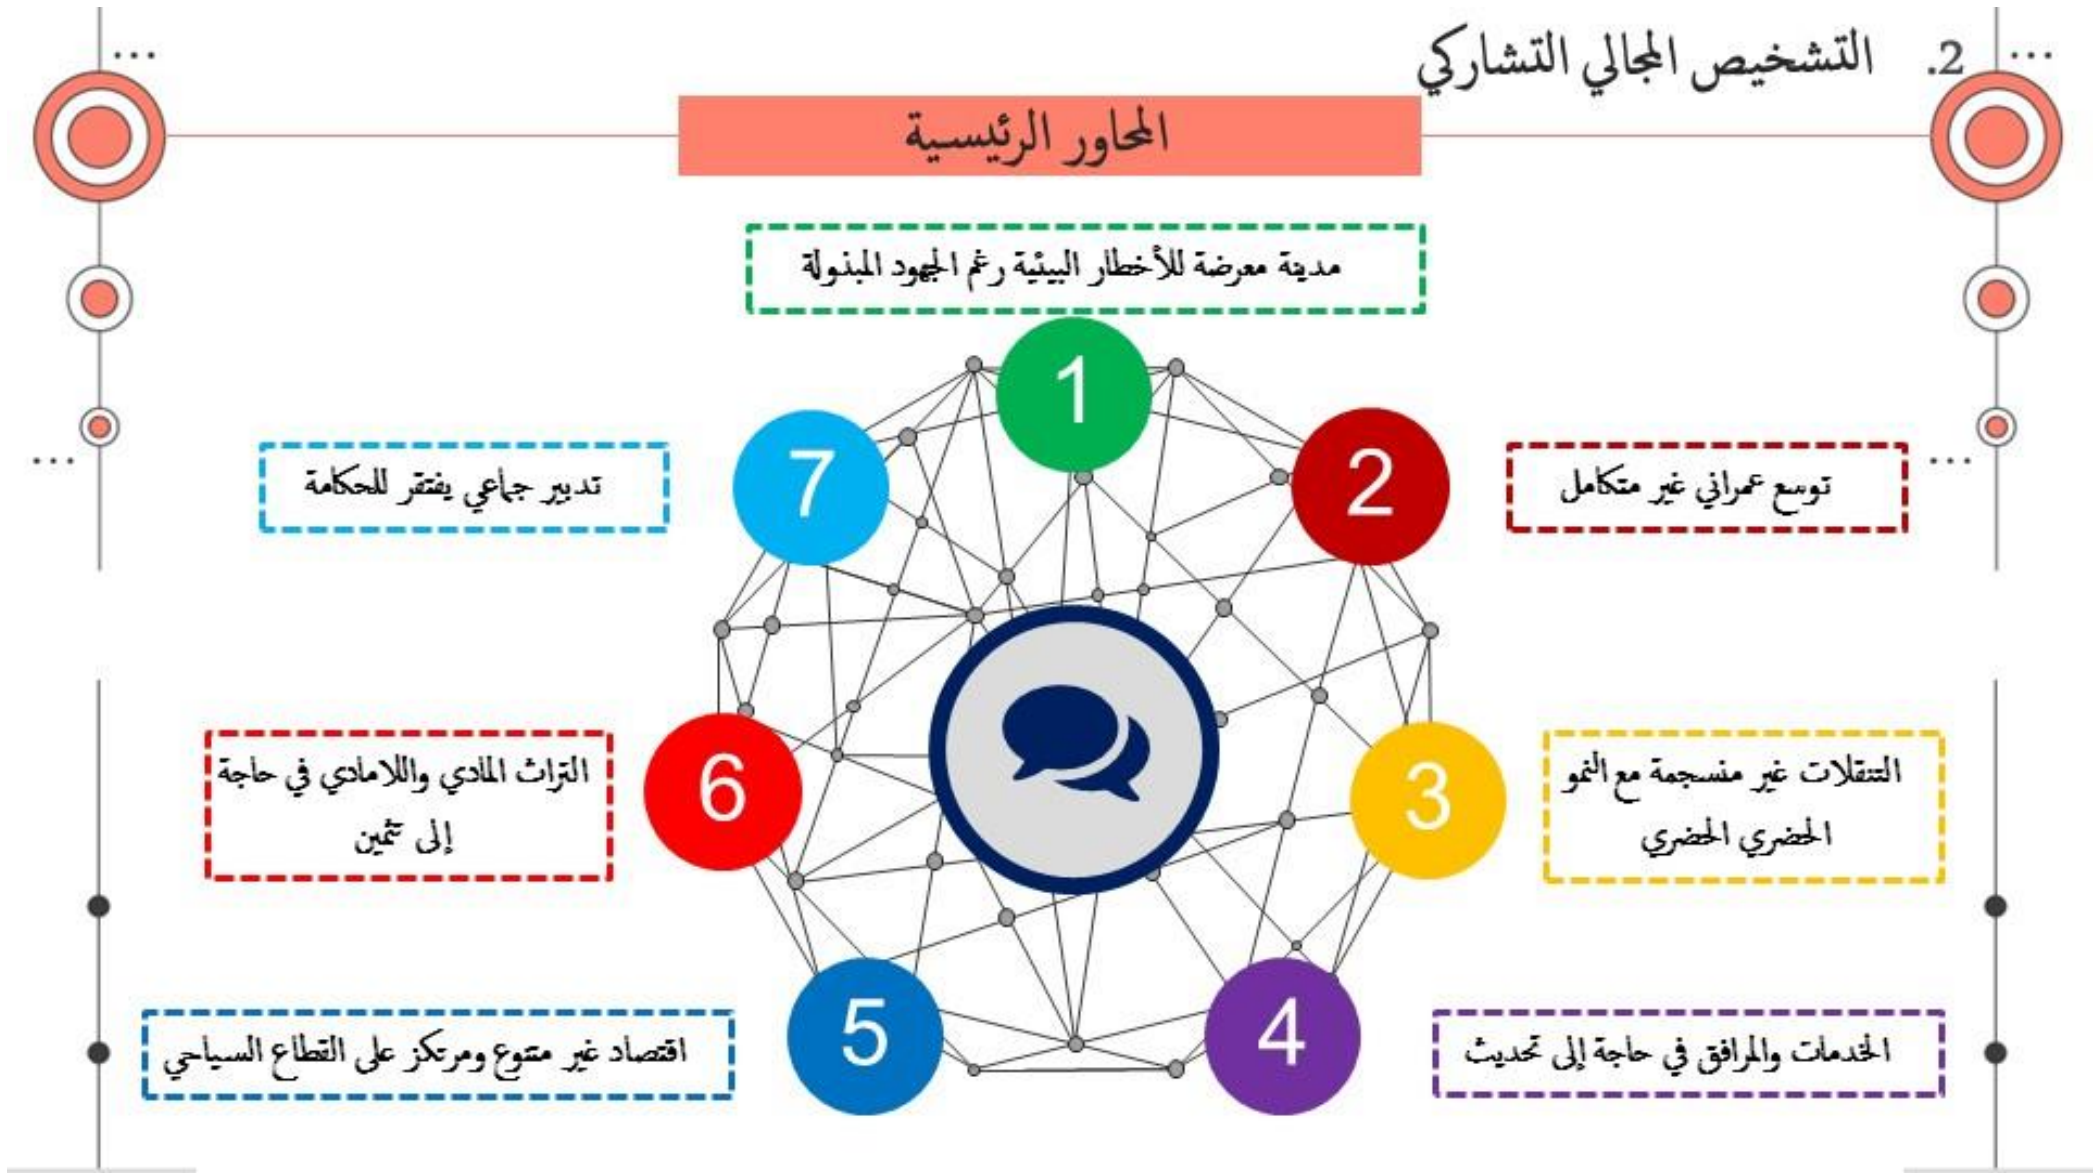 2. التشخيص المجالي التشاركي
المحاور الرئيسية
مدينة معرضة للأخطار البيئية رغم الجهود المبذولة
1
2
توسع عمراني غير متكامل
3
التنقلات غير منسجمة مع النمو
الحضري الحضري
4
الخدمات والمرافق في حاجة إلى تحديث
5
اقتصاد غير متنوع ومرتكز على القطاع السياحي
6
التراث المادي واللامادي في حاجة
إلى تثمين
7
تدبير جماعي يفتقر للحكامة